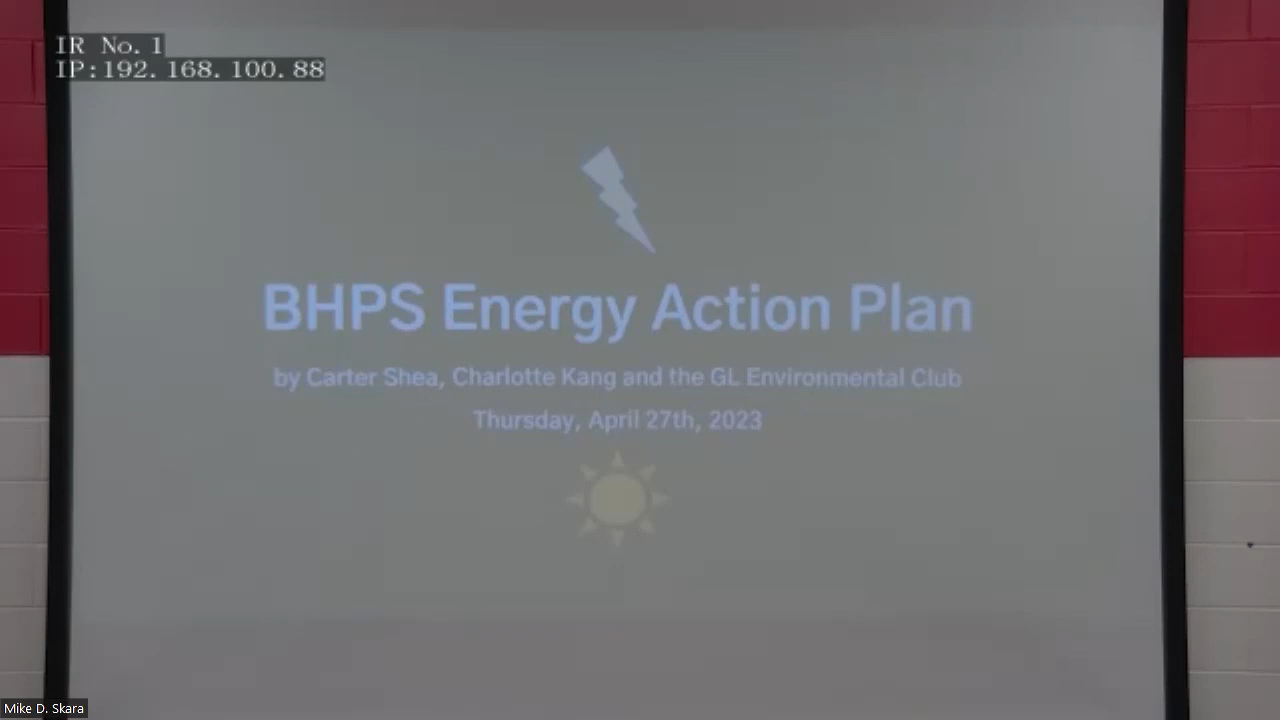 IR No.1
IP:192.168.100.88
BHPS Energy Action Plan
by Carter Shea, Charlotte Kang and the GL Environmental Club
Thursday, April 27th, 2023
Mike D. Skara